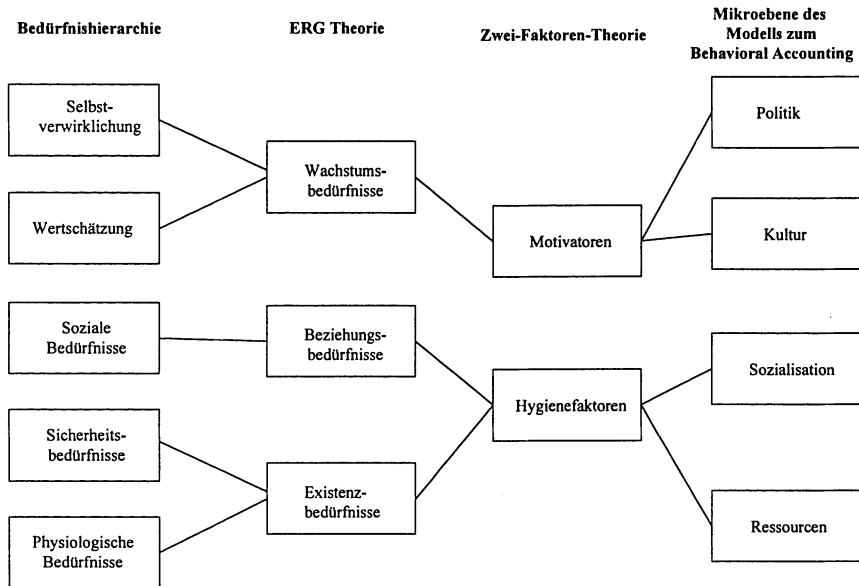 Bedürfnishierarchie
ERG Theorie
Zwei-Faktoren-Theorie
Mikroebene des
Modells zum
Behavioral Accounting
Selbst-
verwirklichung
Wertschätzung
Soziale
Bedürfnisse
Sicherheits-
bedürfnisse
Physiologische
Bedürfnisse
Wachstums-
bedürfnisse
Beziehungs-
bedürfnisse
Existenz-
bedürfnisse
Motivatoren
Hygienefaktoren
Politik
Kultur
Sozialisation
Ressourcen